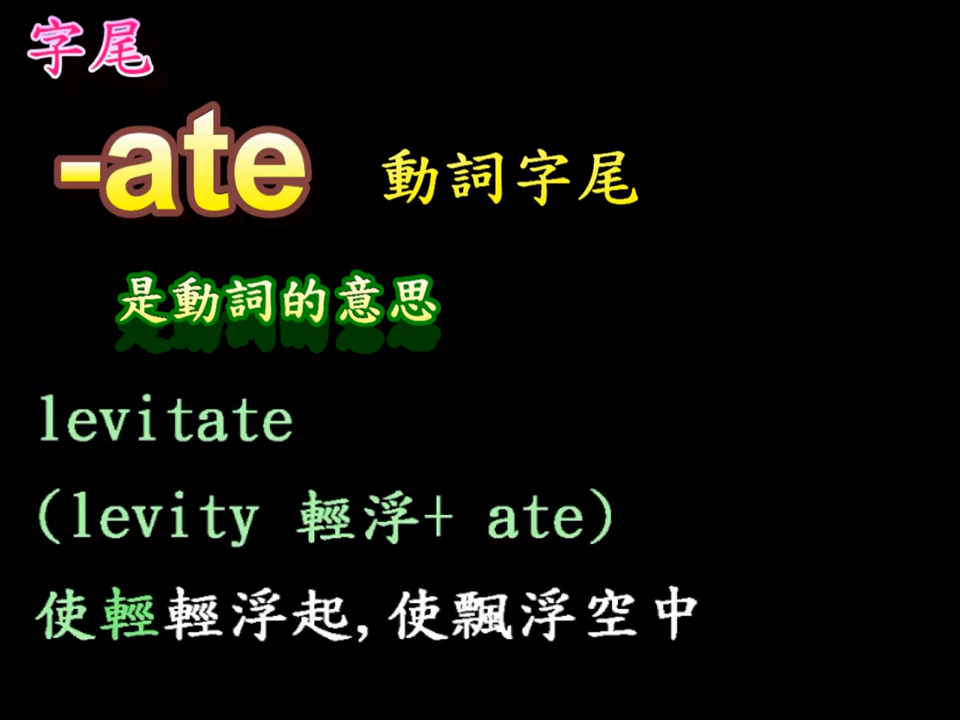 字尾
-ate 動詞字尾
是動詞的意思
levitate
(levity 輕浮+ ate)
使輕輕浮起,使飄浮空中